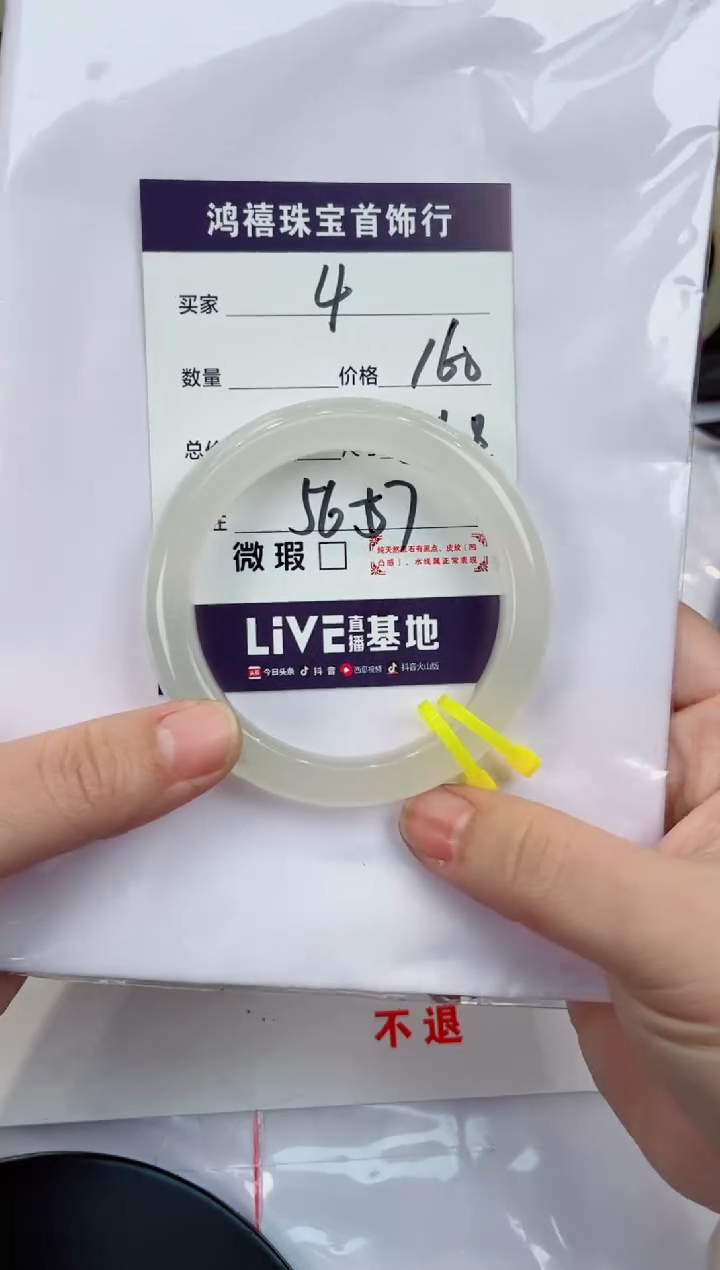 鸿禧珠宝首饰行
买家 4
数量 价格 160
总
5657
微瑕 □
纯天然玉石有黑点、皮纹（凹
凸感）、水线属正常表现
LiVE直播基地
今日头条 抖音 西瓜视频 抖音火山版
不退